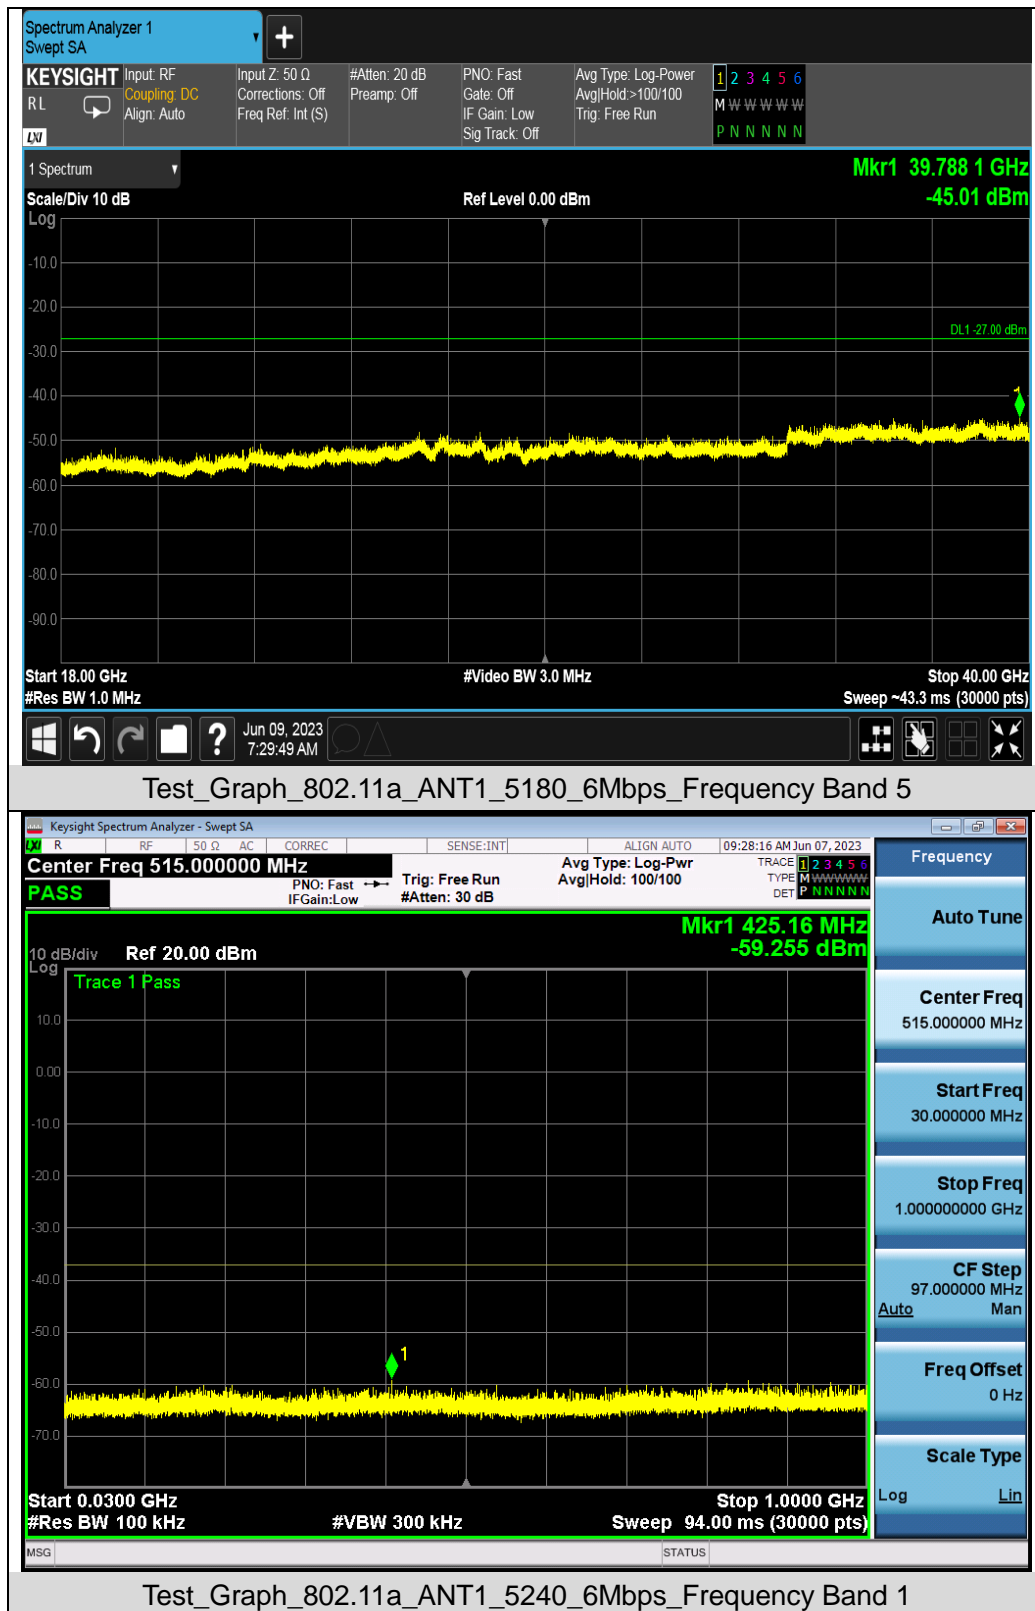 Spectrum Analyzer 1
Swept SA
KEYSIGHT
R L
LXI
Input: RF
Coupling: DC
Align: Auto
Input Z: 50 Ω
Corrections: Off
Freq Ref: Int (S)
#Atten: 20 dB
Preamp: Off
PNO: Fast
Gate: Off
IF Gain: Low
Sig Track: Off
Avg Type: Log-Power
Avg|Hold:>100/100
Trig: Free Run
1 2 3 4 5 6
M W W W W W
P N N N N N
1 Spectrum
Mkr1 39.788 1 GHz
-45.01 dBm
Scale/Div 10 dB
Ref Level 0.00 dBm
Log
-10.0
-20.0
DL1 -27.00 dBm
-30.0
-40.0
1
-50.0
-60.0
-70.0
-80.0
-90.0
Start 18.00 GHz
#Video BW 3.0 MHz
Stop 40.00 GHz
#Res BW 1.0 MHz
Sweep ~43.3 ms (30000 pts)
?
Jun 09, 2023
7:29:49 AM
Test_Graph_802.11a_ANT1_5180_6Mbps_Frequency Band 5
Keysight Spectrum Analyzer - Swept SA
LXI R RF 50 Ω AC CORREC SENSE:INT ALIGN AUTO 09:28:16 AM Jun 07, 2023
Center Freq 515.000000 MHz
PASS
PNO: Fast
IFGain:Low
Trig: Free Run
#Atten: 30 dB
Avg Type: Log-Pwr
Avg|Hold: 100/100
TRACE 1 2 3 4 5 6
TYPE M W W W W W
DET P N N N N N
Mkr1 425.16 MHz
-59.255 dBm
10 dB/div Ref 20.00 dBm
Log
Trace 1 Pass
10.0
0.00
-10.0
-20.0
-30.0
-40.0
-50.0
1
-60.0
-70.0
Start 0.0300 GHz
Stop 1.0000 GHz
#Res BW 100 kHz
#VBW 300 kHz
Sweep 94.00 ms (30000 pts)
MSG
STATUS
Frequency
Auto Tune
Center Freq
515.000000 MHz
Start Freq
30.000000 MHz
Stop Freq
1.000000000 GHz
CF Step
97.000000 MHz
Auto Man
Freq Offset
0 Hz
Scale Type
Log Lin
Test_Graph_802.11a_ANT1_5240_6Mbps_Frequency Band 1